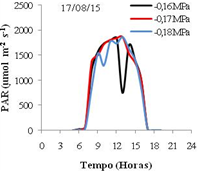 17/08/15
-0,16MPa
-0,17MPa
-0,18MPa
PAR (µmol m⁻² s⁻¹)
2500
2000
1500
1000
500
0
0 3 6 9 12 15 18 21 24
Tempo (Horas)